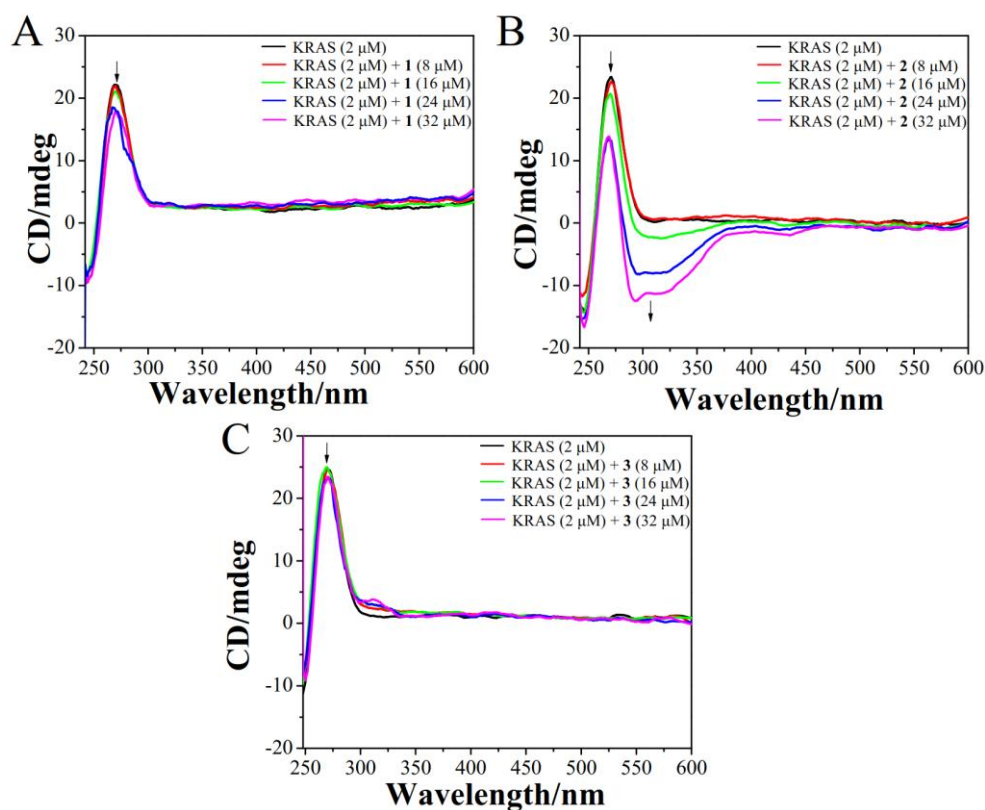 A
30
20
10
0
-10
-20
CD/mdeg
KRAS (2 μM)
KRAS (2 μM) + 1 (8 μM)
KRAS (2 μM) + 1 (16 μM)
KRAS (2 μM) + 1 (24 μM)
KRAS (2 μM) + 1 (32 μM)
250 300 350 400 450 500 550 600
Wavelength/nm
B
30
20
10
0
-10
-20
CD/mdeg
KRAS (2 μM)
KRAS (2 μM) + 2 (8 μM)
KRAS (2 μM) + 2 (16 μM)
KRAS (2 μM) + 2 (24 μM)
KRAS (2 μM) + 2 (32 μM)
250 300 350 400 450 500 550 600
Wavelength/nm
C
30
20
10
0
-10
-20
CD/mdeg
KRAS (2 μM)
KRAS (2 μM) + 3 (8 μM)
KRAS (2 μM) + 3 (16 μM)
KRAS (2 μM) + 3 (24 μM)
KRAS (2 μM) + 3 (32 μM)
250 300 350 400 450 500 550 600
Wavelength/nm